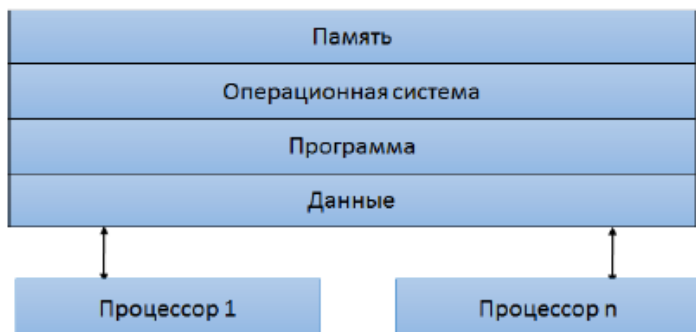 Память
Операционная система
Программа
Данные
Процессор 1
Процессор n